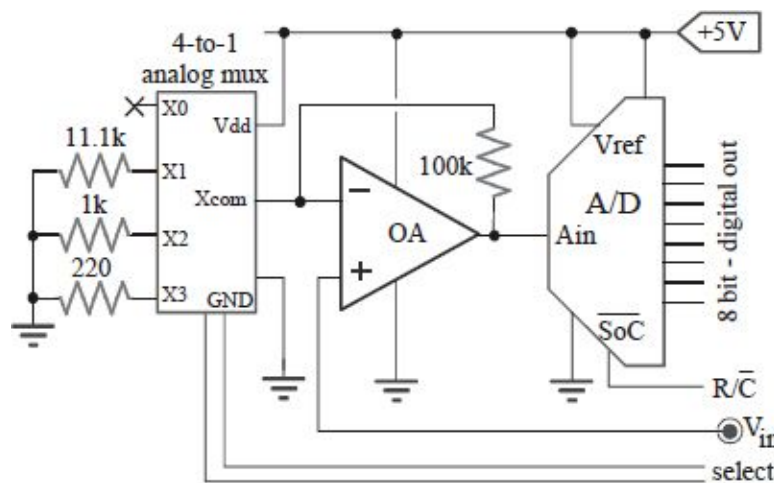 4-to-1
analog mux
+5V
X0
Vdd
11.1k
X1
Xcom
1k
X2
220
X3
GND
100k
OA
Vref
A/D
Ain
SoC
8 bit - digital out
R/C̅
Vin
select